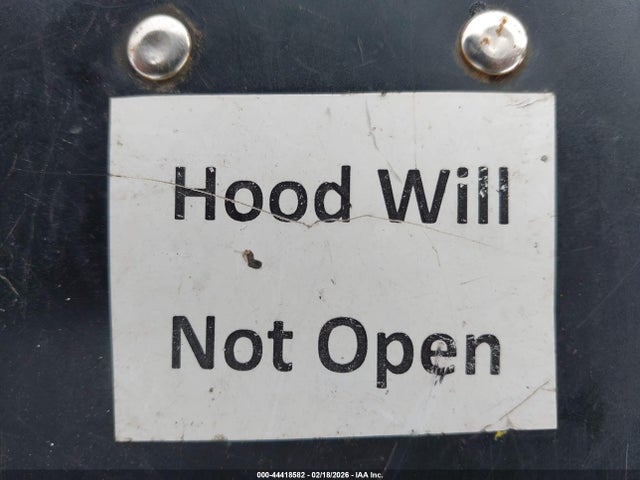 Hood Will
Not Open
000-44418582 - 02/18/2026 - IAA Inc.